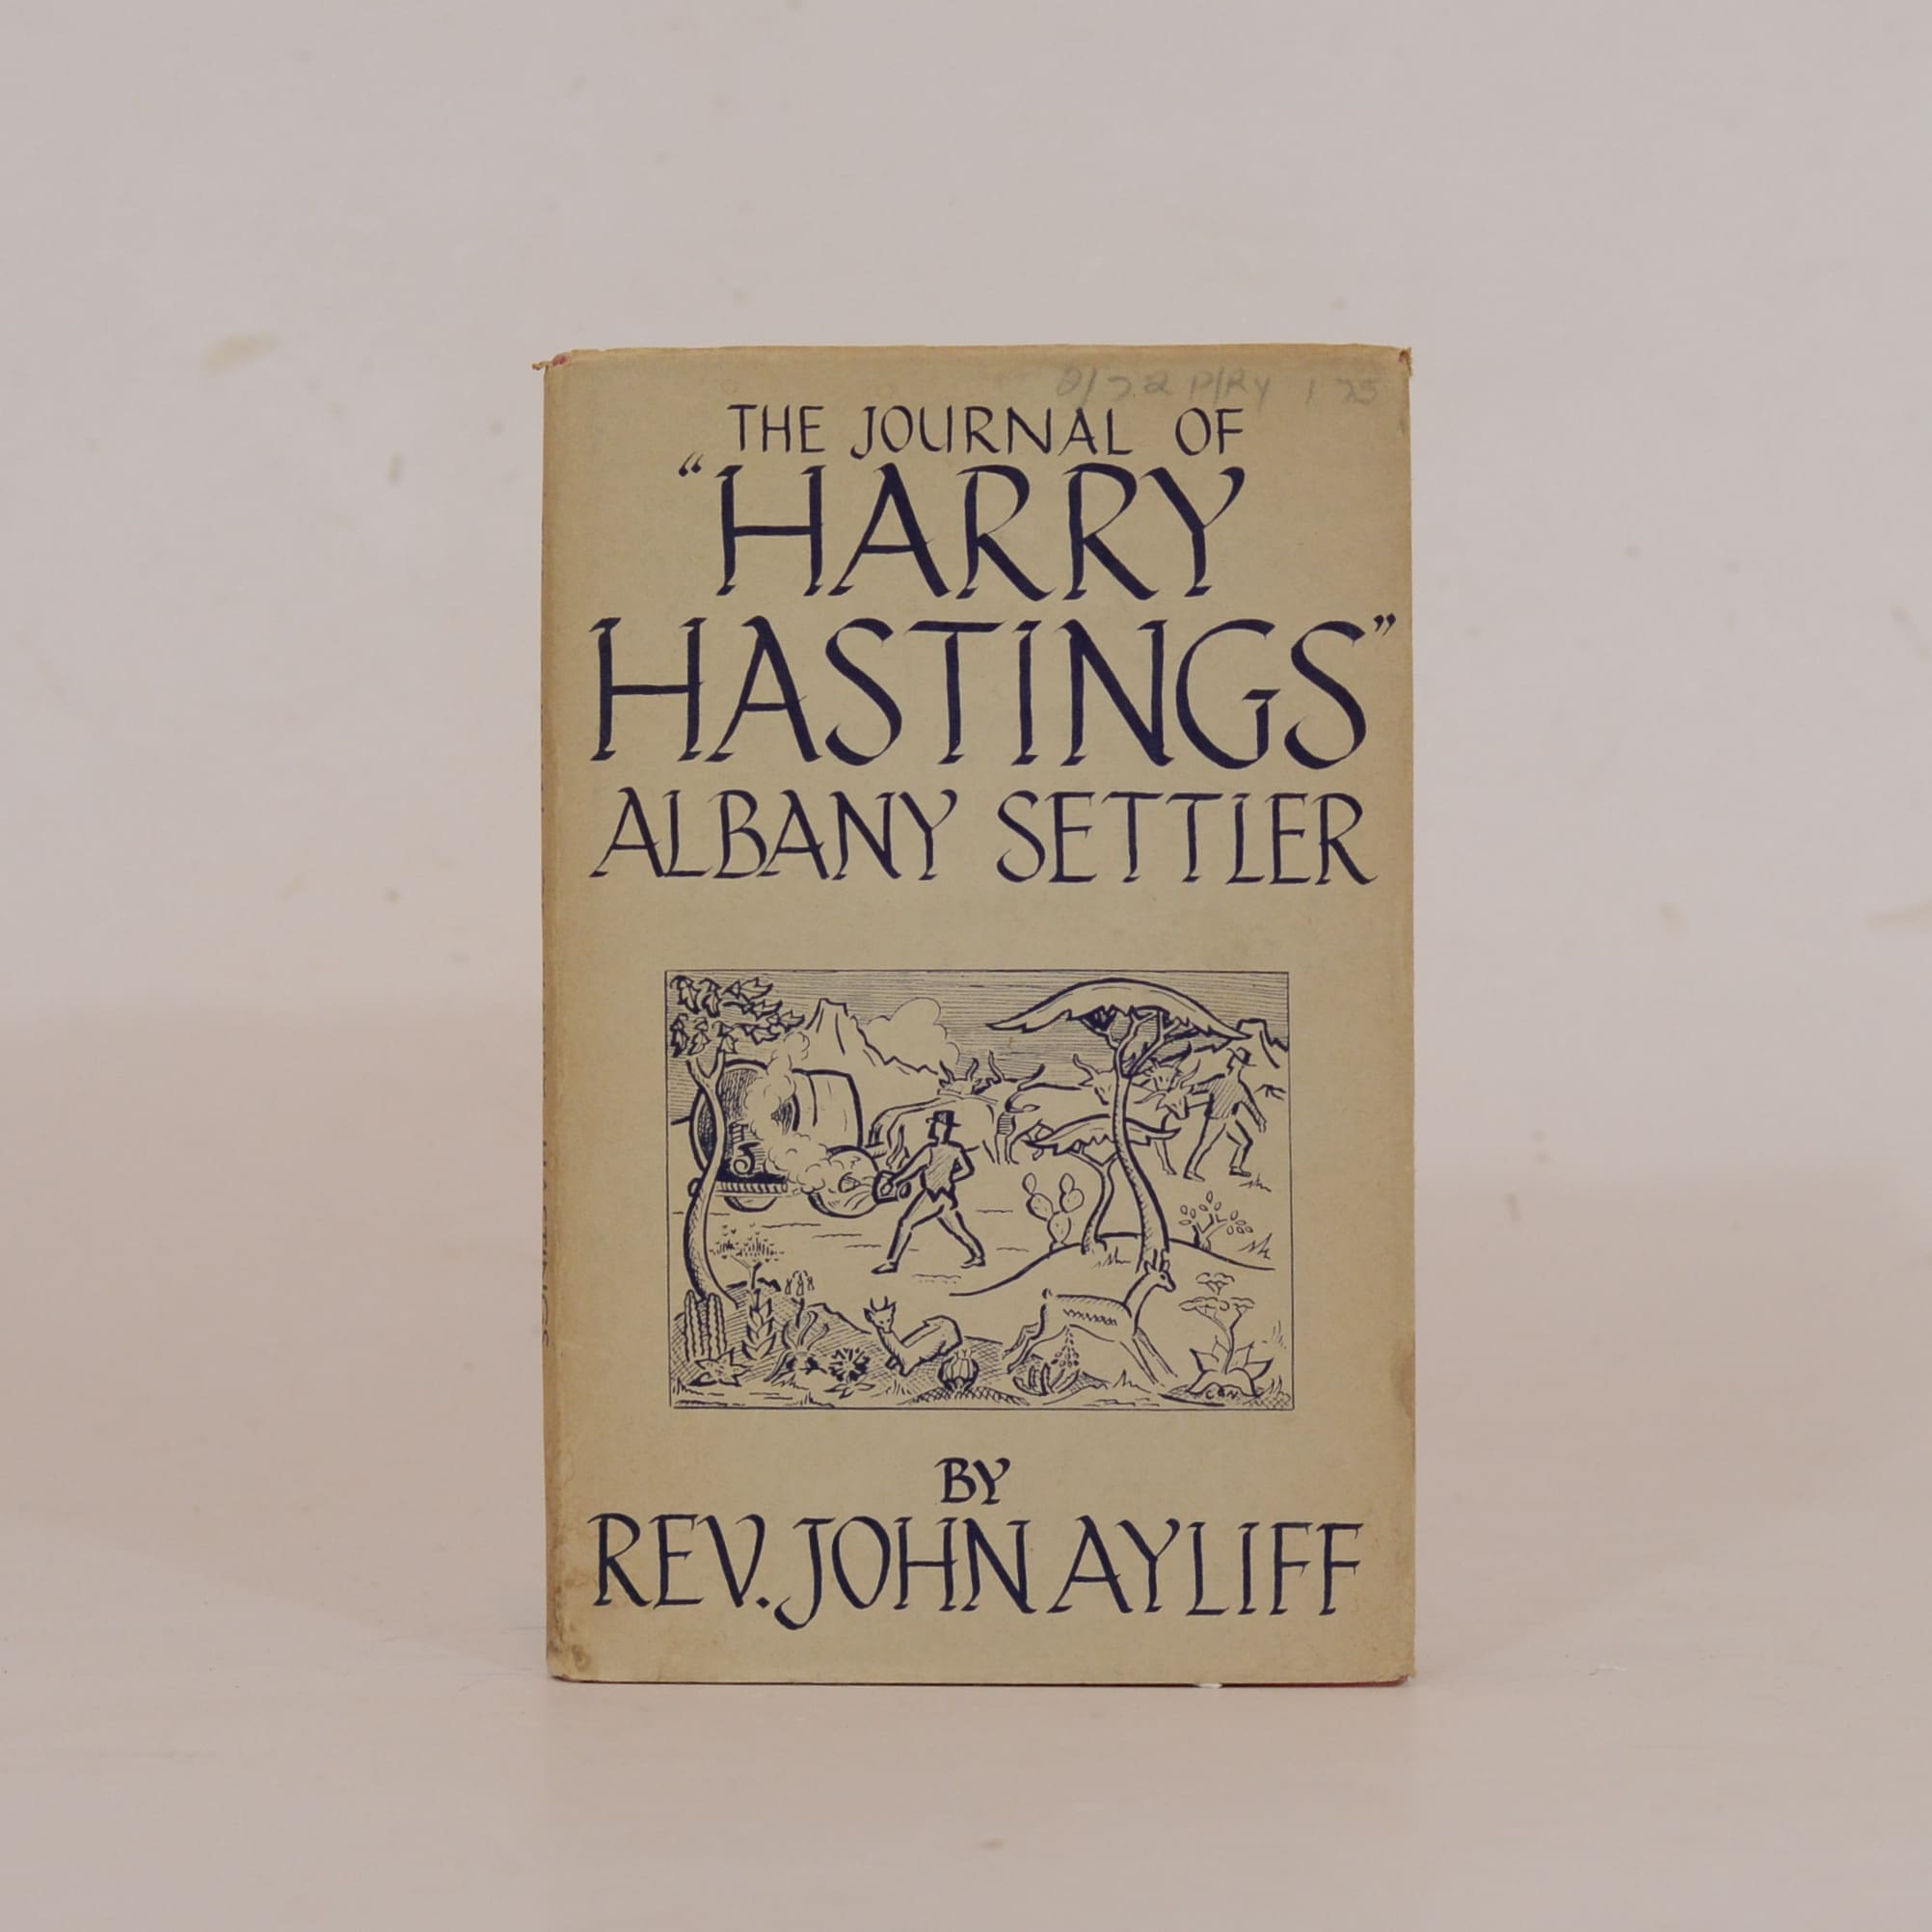 THE JOURNAL OF
“HARRY
HASTINGS”
ALBANY SETTLER
BY
REV. JOHN AYLIFF